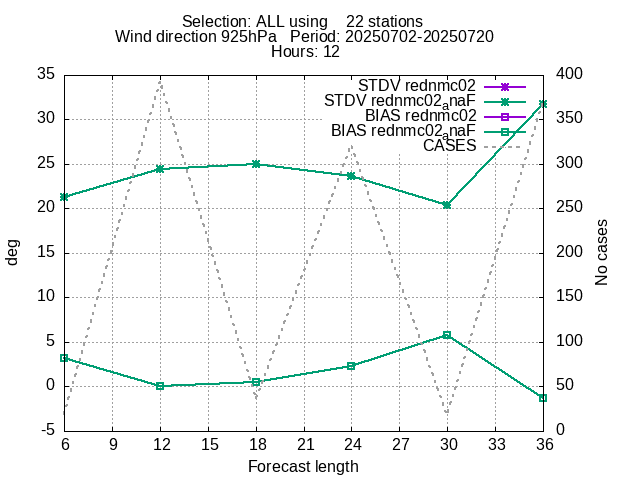 Selection: ALL using    22 stations
Wind direction 925hPa   Period: 20250702-20250720
Hours: 12
STDV rednmc02
STDV rednmc02anaF
BIAS rednmc02
BIAS rednmc02anaF
CASES
35
30
25
20
15
10
5
0
-5
deg
400
350
300
250
200
150
100
50
0
No cases
6 9 12 15 18 21 24 27 30 33 36
Forecast length